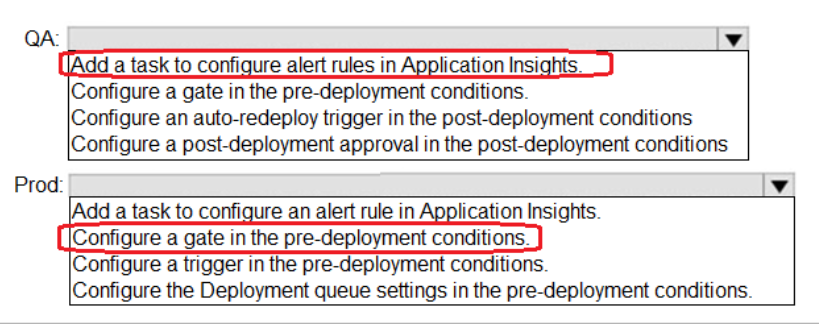 QA:
Add a task to configure alert rules in Application Insights.
Configure a gate in the pre-deployment conditions.
Configure an auto-redeploy trigger in the post-deployment conditions
Configure a post-deployment approval in the post-deployment conditions
Prod:
Add a task to configure an alert rule in Application Insights.
Configure a gate in the pre-deployment conditions.
Configure a trigger in the pre-deployment conditions.
Configure the Deployment queue settings in the pre-deployment conditions.